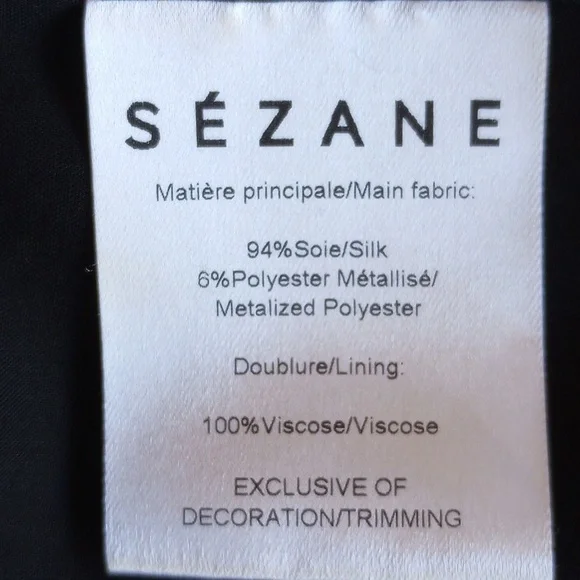 SÉZANE
Matière principale/Main fabric:
94%Soie/Silk
6%Polyester Métallisé/
Metalized Polyester
Doublure/Lining:
100%Viscose/Viscose
EXCLUSIVE OF
DECORATION/TRIMMING